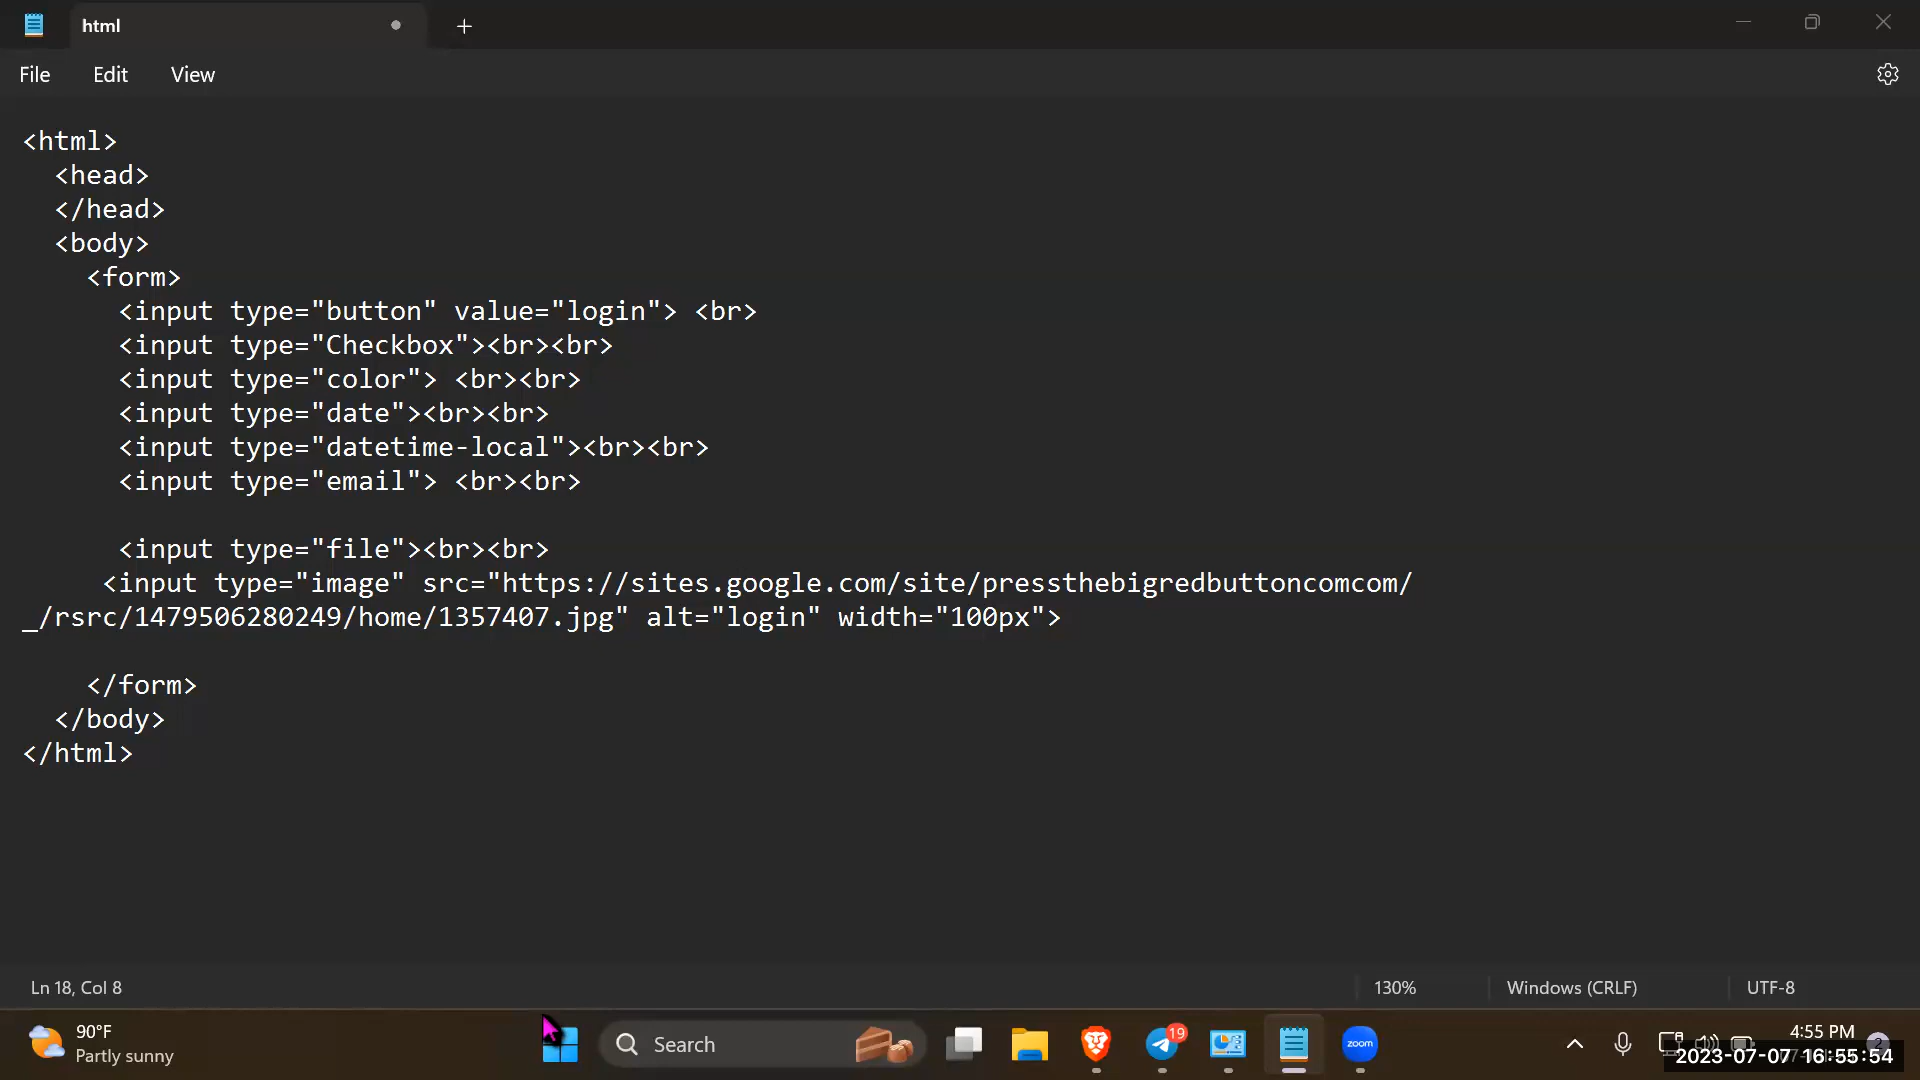 html
File Edit View
<html>
<head>
</head>
<body>
<form>
<input type="button" value="login"> <br>
<input type="Checkbox"><br><br>
<input type="color"> <br><br>
<input type="date"><br><br>
<input type="datetime-local"><br><br>
<input type="email"> <br><br>
<input type="file"><br><br>
<input type="image" src="https://sites.google.com/site/pressthebigredbuttoncomcom/
_/rsrc/1479506280249/home/1357407.jpg" alt="login" width="100px">
</form>
</body>
</html>
Ln 18, Col 8 130% Windows (CRLF) UTF-8
90°F
Partly sunny
Search
19
zoom
4:55 PM
2
2023-07-07 16:55:54